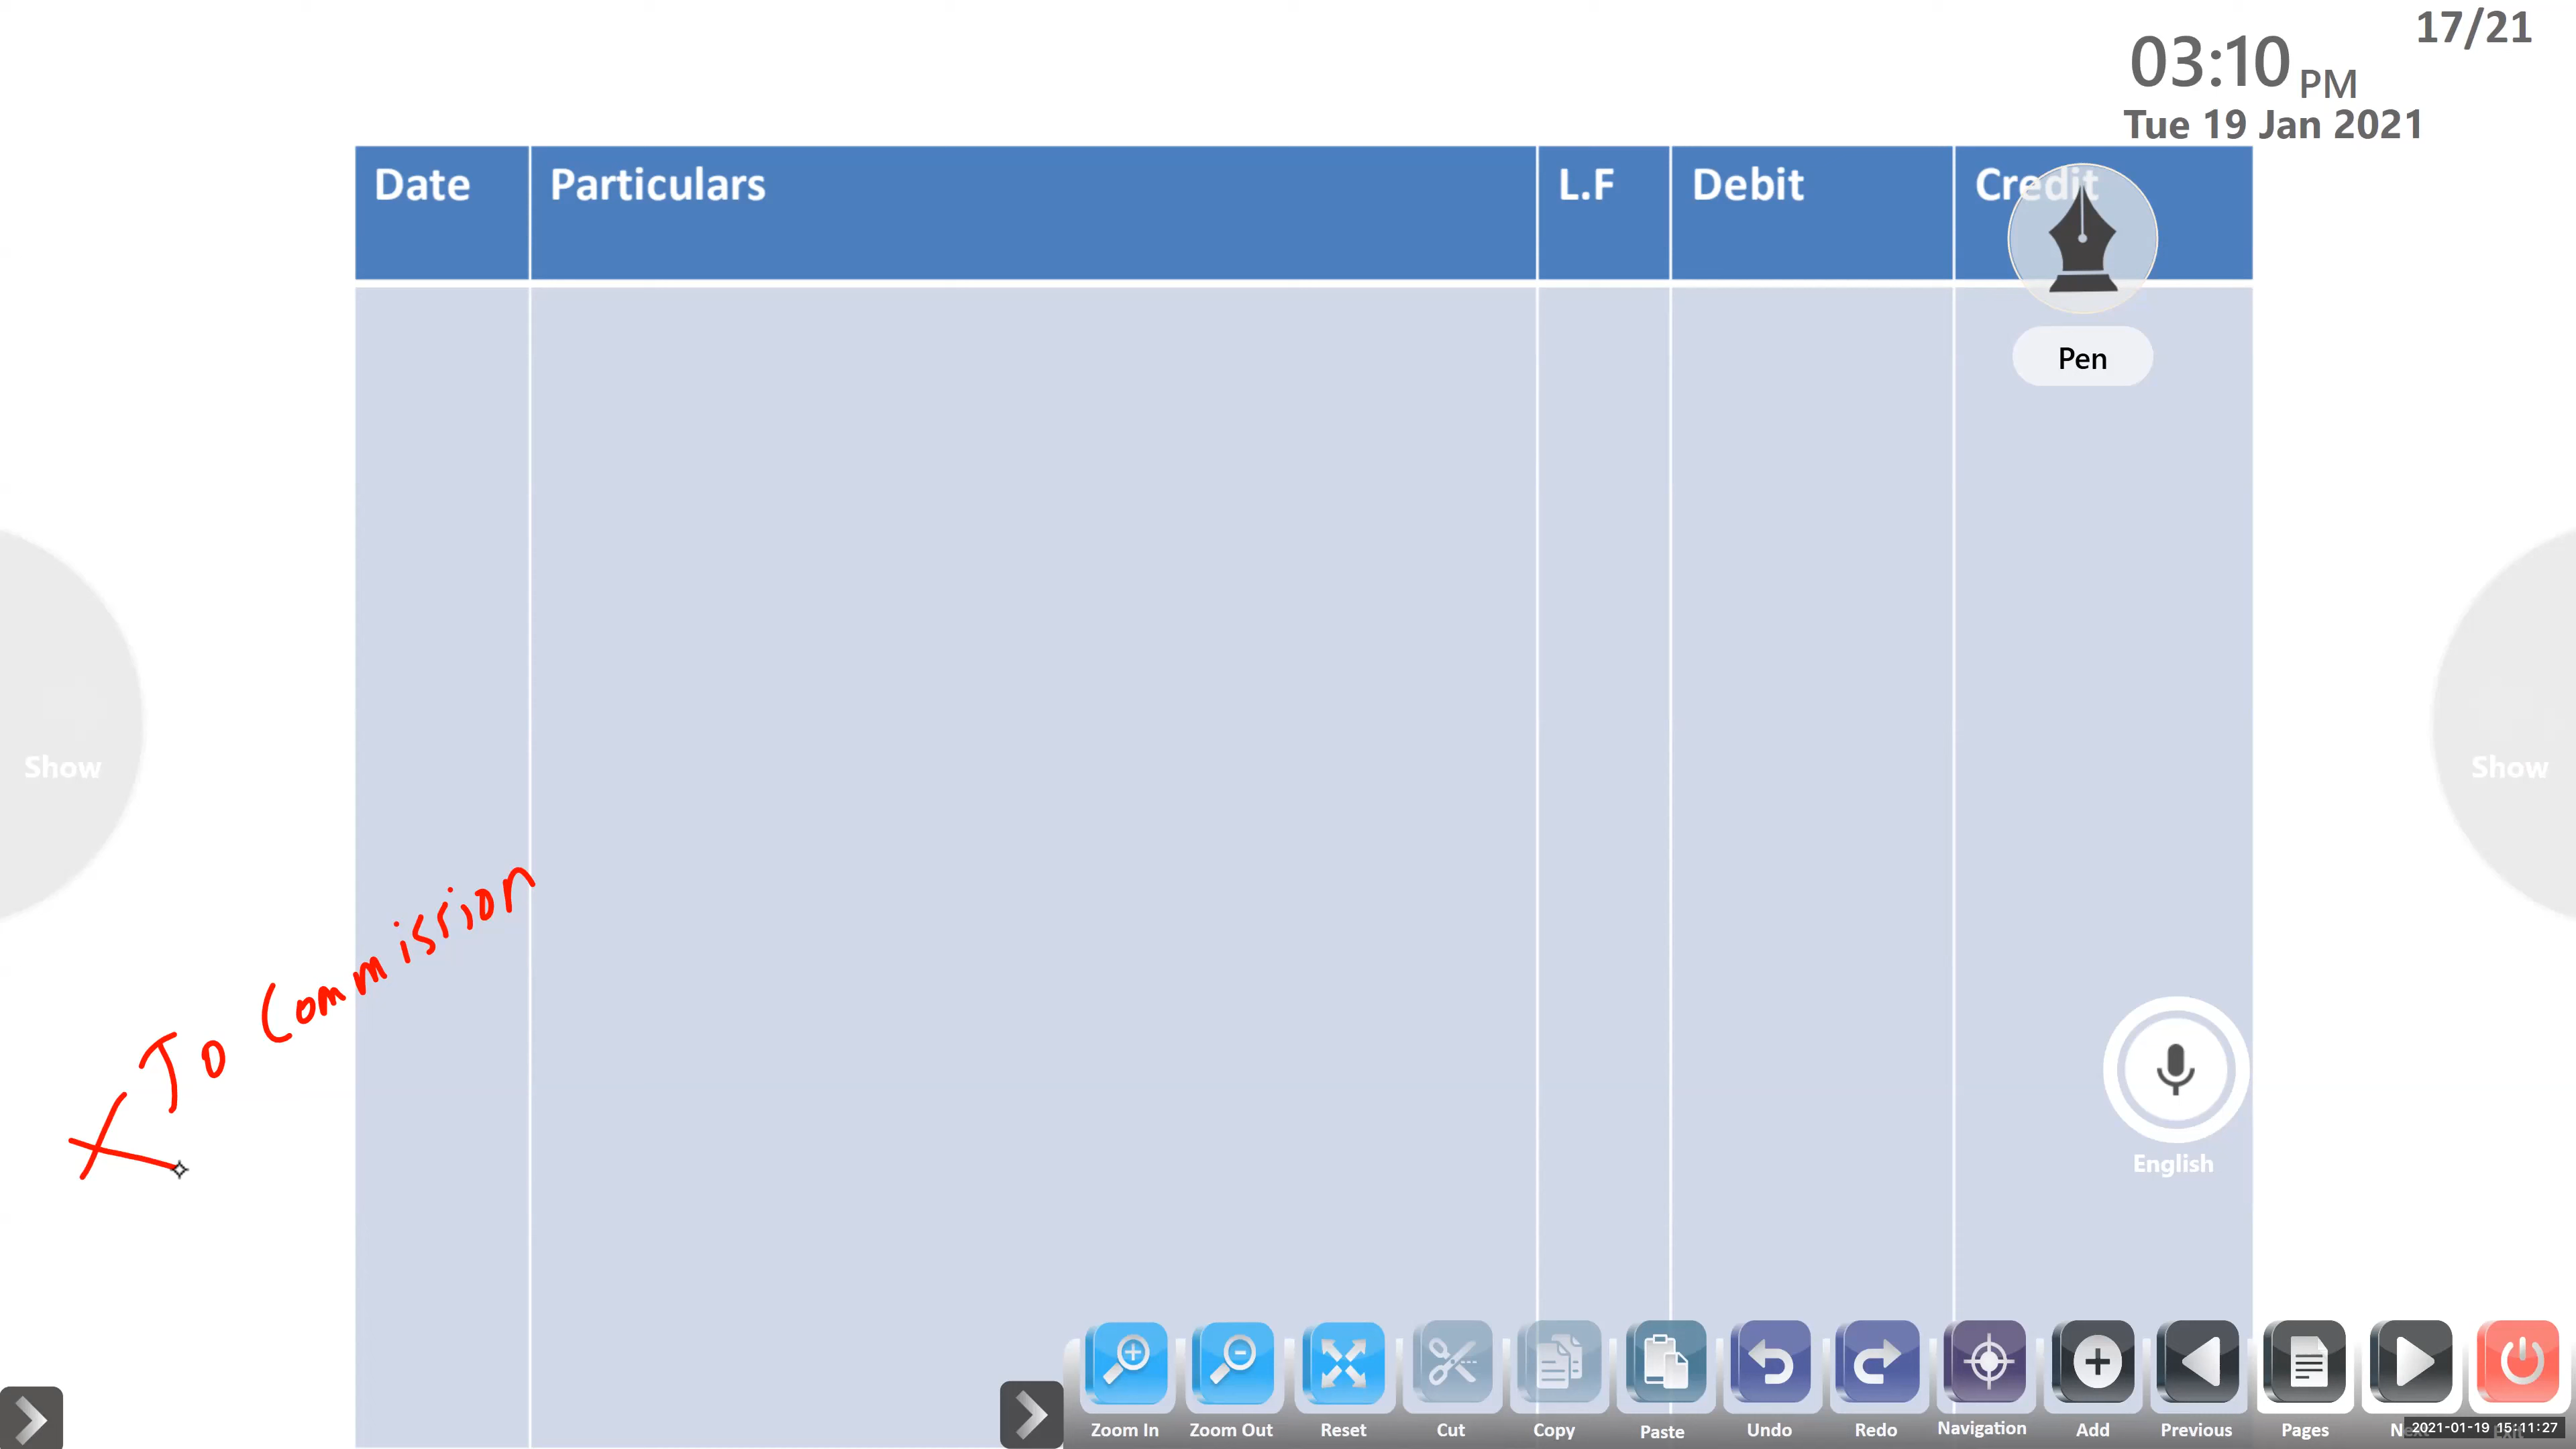 17/21
03:10 PM
Tue 19 Jan 2021
Date Particulars L.F Debit Credit
Pen
Show Show
To Commission
X
English
Zoom In Zoom Out Reset Cut Copy Paste Undo Redo Navigation Add Previous Pages
2021-01-19 15:11:27